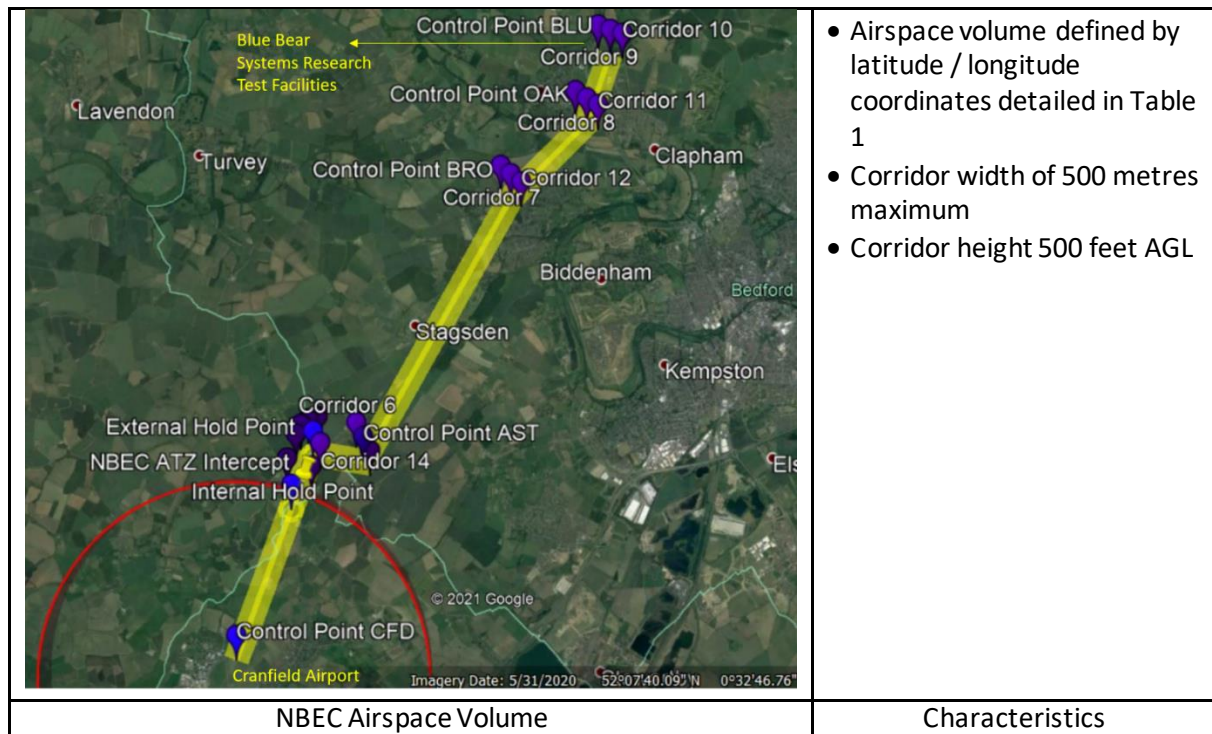 Control Point BLU
Corridor 10
Blue Bear
Systems Research
Test Facilities
Corridor 9
Lavendon
Control Point OAK
Corridor 11
Corridor 8
Turvey
Clapham
Control Point BRO
Corridor 12
Corridor 7
Biddenham
Bedford
Stagsden
Kempston
Corridor 6
External Hold Point
Control Point AST
NBEC ATZ Intercept
Corridor 14
Els
Internal Hold Point
© 2021 Google
Control Point CFD
Cranfield Airport
Imagery Date: 5/31/2020 52°07'40.09"N 0°32'46.76"
NBEC Airspace Volume
• Airspace volume defined by
latitude / longitude
coordinates detailed in Table
1
• Corridor width of 500 metres
maximum
• Corridor height 500 feet AGL
Characteristics